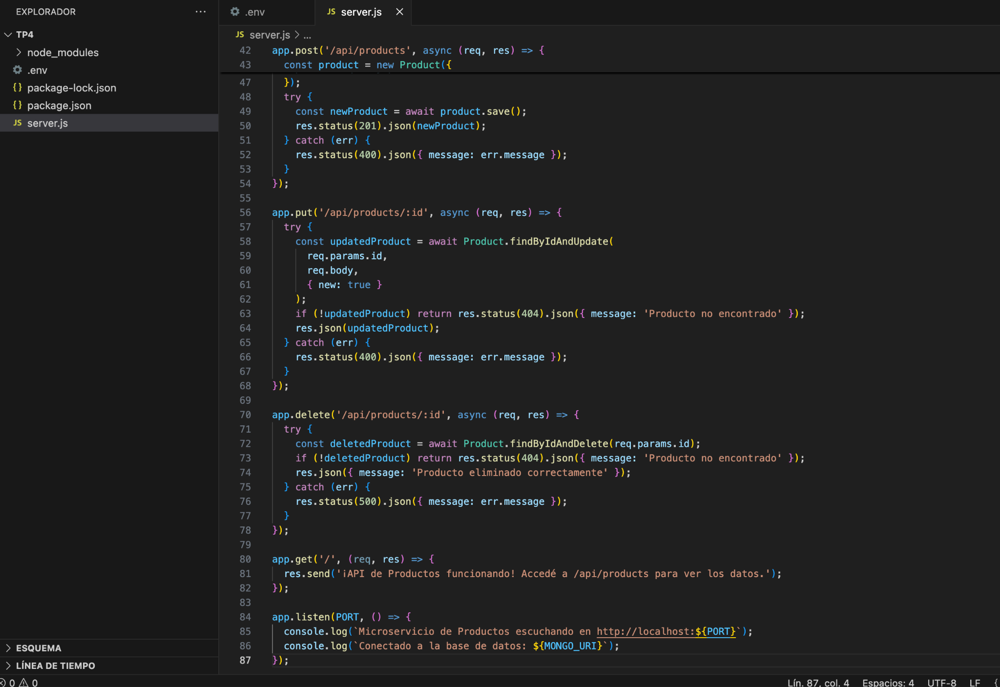 EXPLORADOR ...
TP4
node_modules
.env
package-lock.json
package.json
JS server.js
ESQUEMA
LÍNEA DE TIEMPO
.env
JS server.js
JS server.js > ...
42 app.post('/api/products', async (req, res) => {
43   const product = new Product({
47   });
48   try {
49     const newProduct = await product.save();
50     res.status(201).json(newProduct);
51   } catch (err) {
52     res.status(400).json({ message: err.message });
53   }
54 });
55
56 app.put('/api/products/:id', async (req, res) => {
57   try {
58     const updatedProduct = await Product.findByIdAndUpdate(
59       req.params.id,
60       req.body,
61       { new: true }
62     );
63     if (!updatedProduct) return res.status(404).json({ message: 'Producto no encontrado' });
64     res.json(updatedProduct);
65   } catch (err) {
66     res.status(400).json({ message: err.message });
67   }
68 });
69
70 app.delete('/api/products/:id', async (req, res) => {
71   try {
72     const deletedProduct = await Product.findByIdAndDelete(req.params.id);
73     if (!deletedProduct) return res.status(404).json({ message: 'Producto no encontrado' });
74     res.json({ message: 'Producto eliminado correctamente' });
75   } catch (err) {
76     res.status(500).json({ message: err.message });
77   }
78 });
79
80 app.get('/', (req, res) => {
81   res.send('¡API de Productos funcionando! Accedé a /api/products para ver los datos.');
82 });
83
84 app.listen(PORT, () => {
85   console.log(`Microservicio de Productos escuchando en http://localhost:${PORT}`);
86   console.log(`Conectado a la base de datos: ${MONGO_URI}`);
87 });
0 0 Lín. 87, col. 4 Espacios: 4 UTF-8 LF {